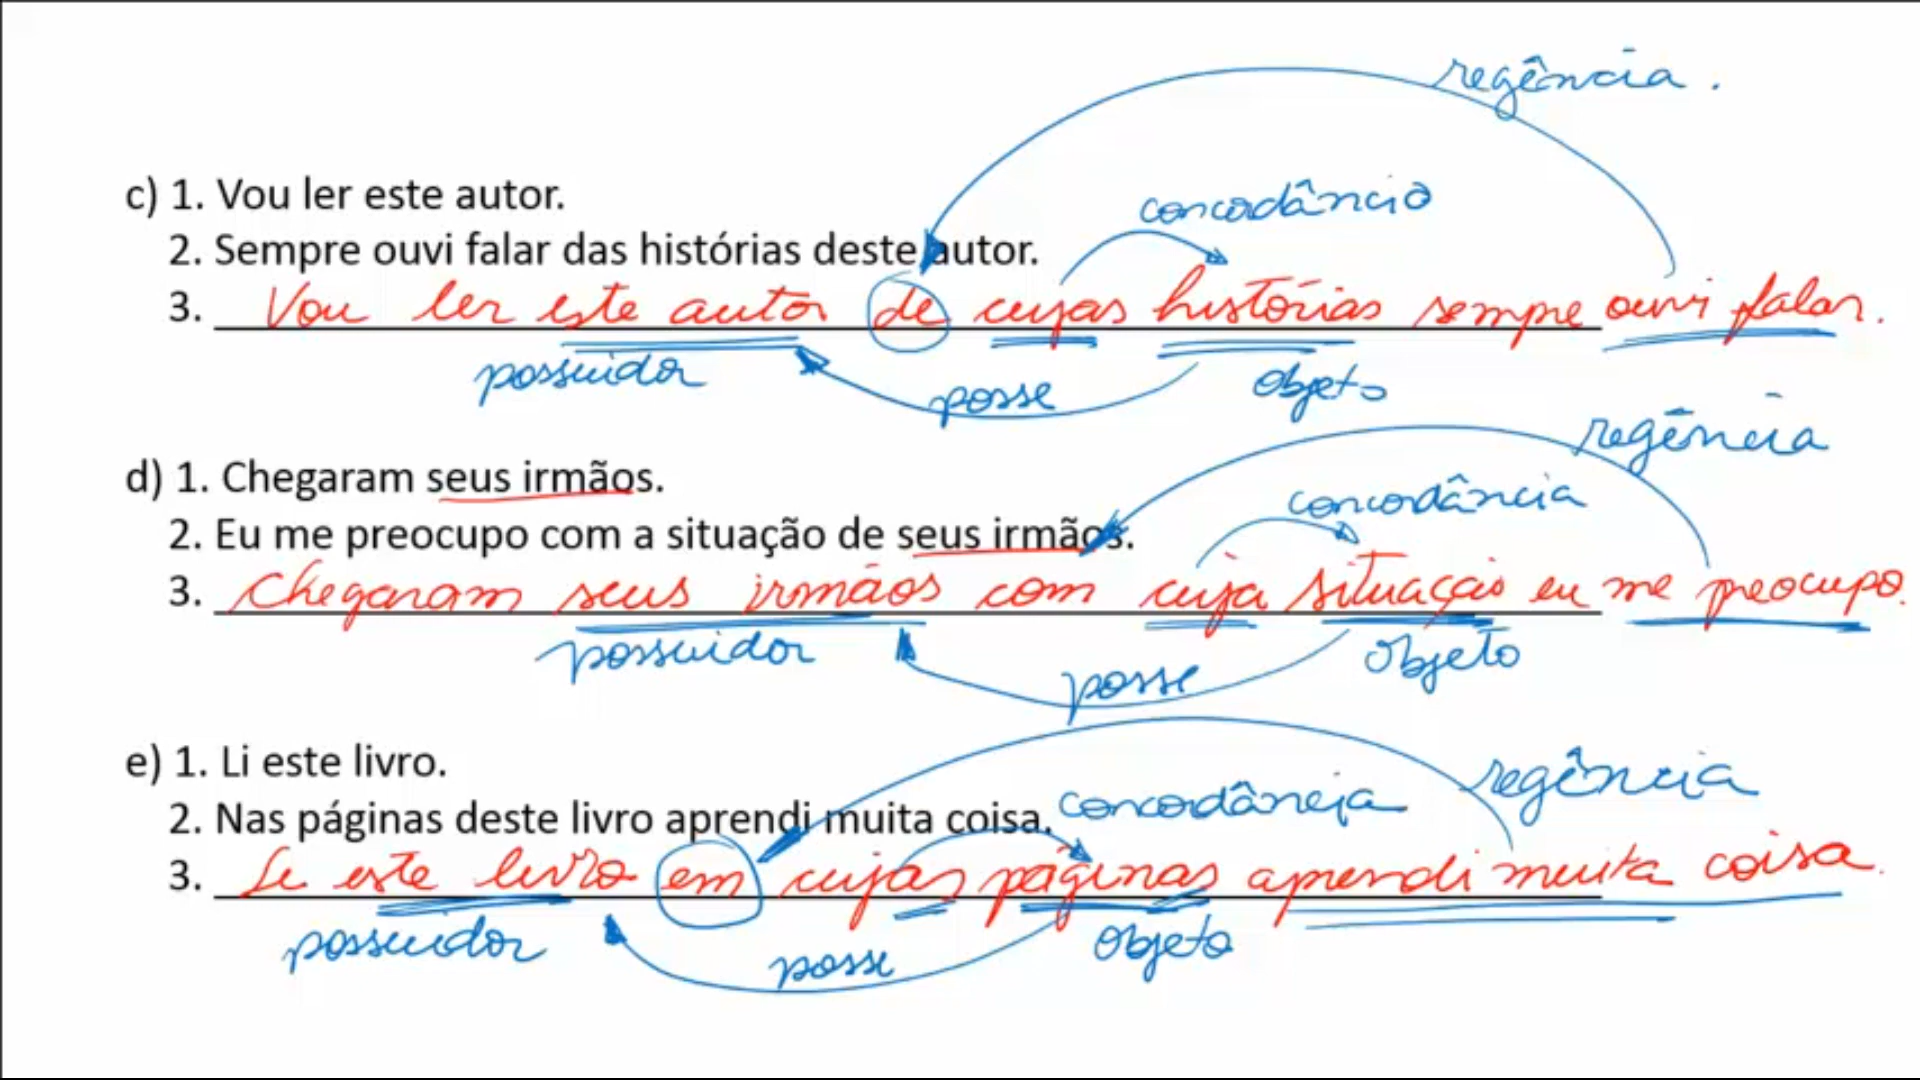 regência.
concordância
c) 1. Vou ler este autor.
2. Sempre ouvi falar das histórias deste autor.
3. Vou ler este autor de cujas histórias sempre ouvi falar.
possuidor posse objeto
regência
concordância
d) 1. Chegaram seus irmãos.
2. Eu me preocupo com a situação de seus irmãos.
3. Chegaram seus irmãos com cuja situação eu me preocupo.
possuidor posse objeto
regência
concordância
e) 1. Li este livro.
2. Nas páginas deste livro aprendi muita coisa.
3. Li este livro em cujas páginas aprendi muita coisa.
possuidor posse objeto